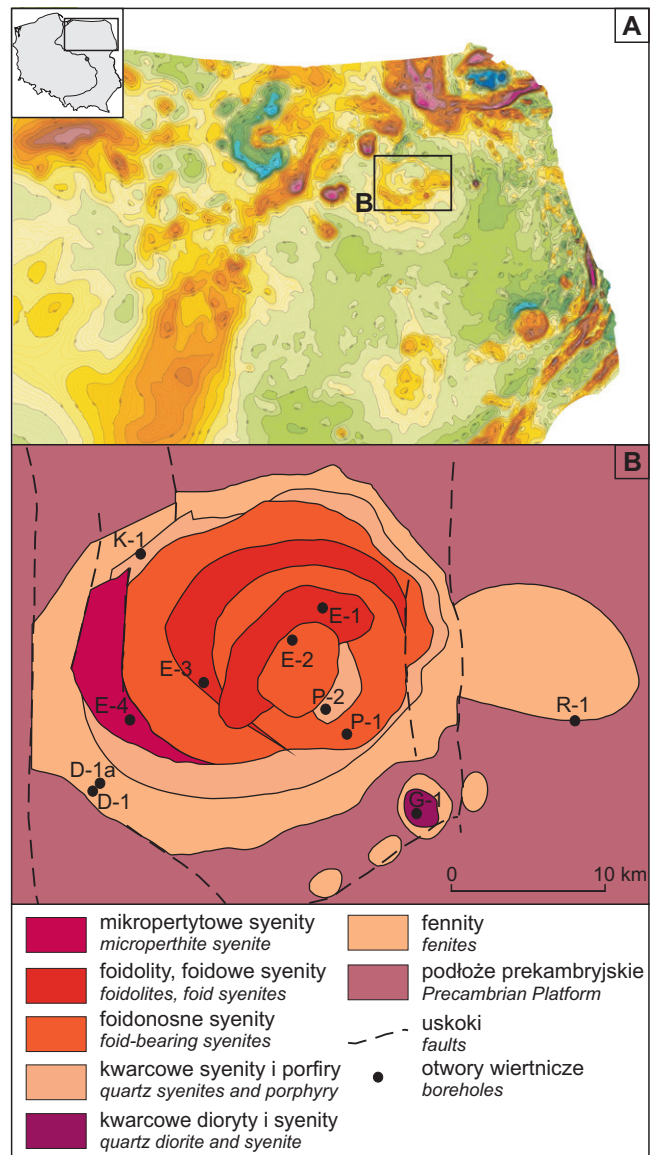 A
B
B
K-1
E-1
E-2
E-3
P-2
E-4
P-1
R-1
D-1a
D-1
G-1
0 10 km
mikropertytowe syenity
microperthite syenite
foidolity, foidowe syenity
foidolites, foid syenites
foidonosne syenity
foid-bearing syenites
kwarcowe syenity i porfiry
quartz syenites and porphyry
kwarcowe dioryty i syenity
quartz diorite and syenite
fennity
fenites
podłoże prekambryjskie
Precambrian Platform
uskoki
faults
otwory wiertnicze
boreholes